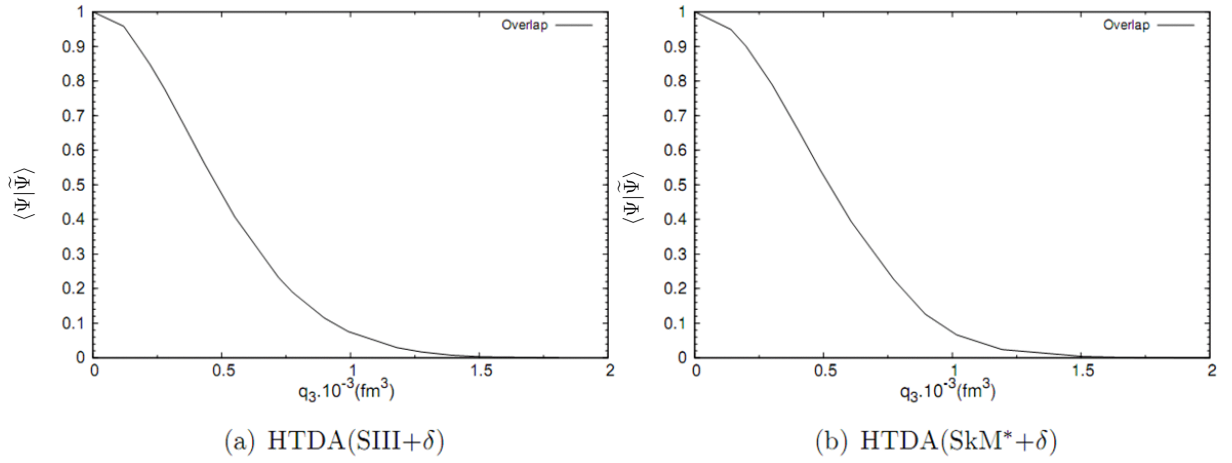 1
0.9
0.8
0.7
0.6
0.5
0.4
0.3
0.2
0.1
0
⟨Ψ|Ψ̃⟩
Overlap
0 0.5 1 1.5 2
q₃.10⁻³(fm³)
(a) HTDA(SIII+δ)
1
0.9
0.8
0.7
0.6
0.5
0.4
0.3
0.2
0.1
0
⟨Ψ|Ψ̃⟩
Overlap
0 0.5 1 1.5 2
q₃.10⁻³(fm³)
(b) HTDA(SkM*+δ)